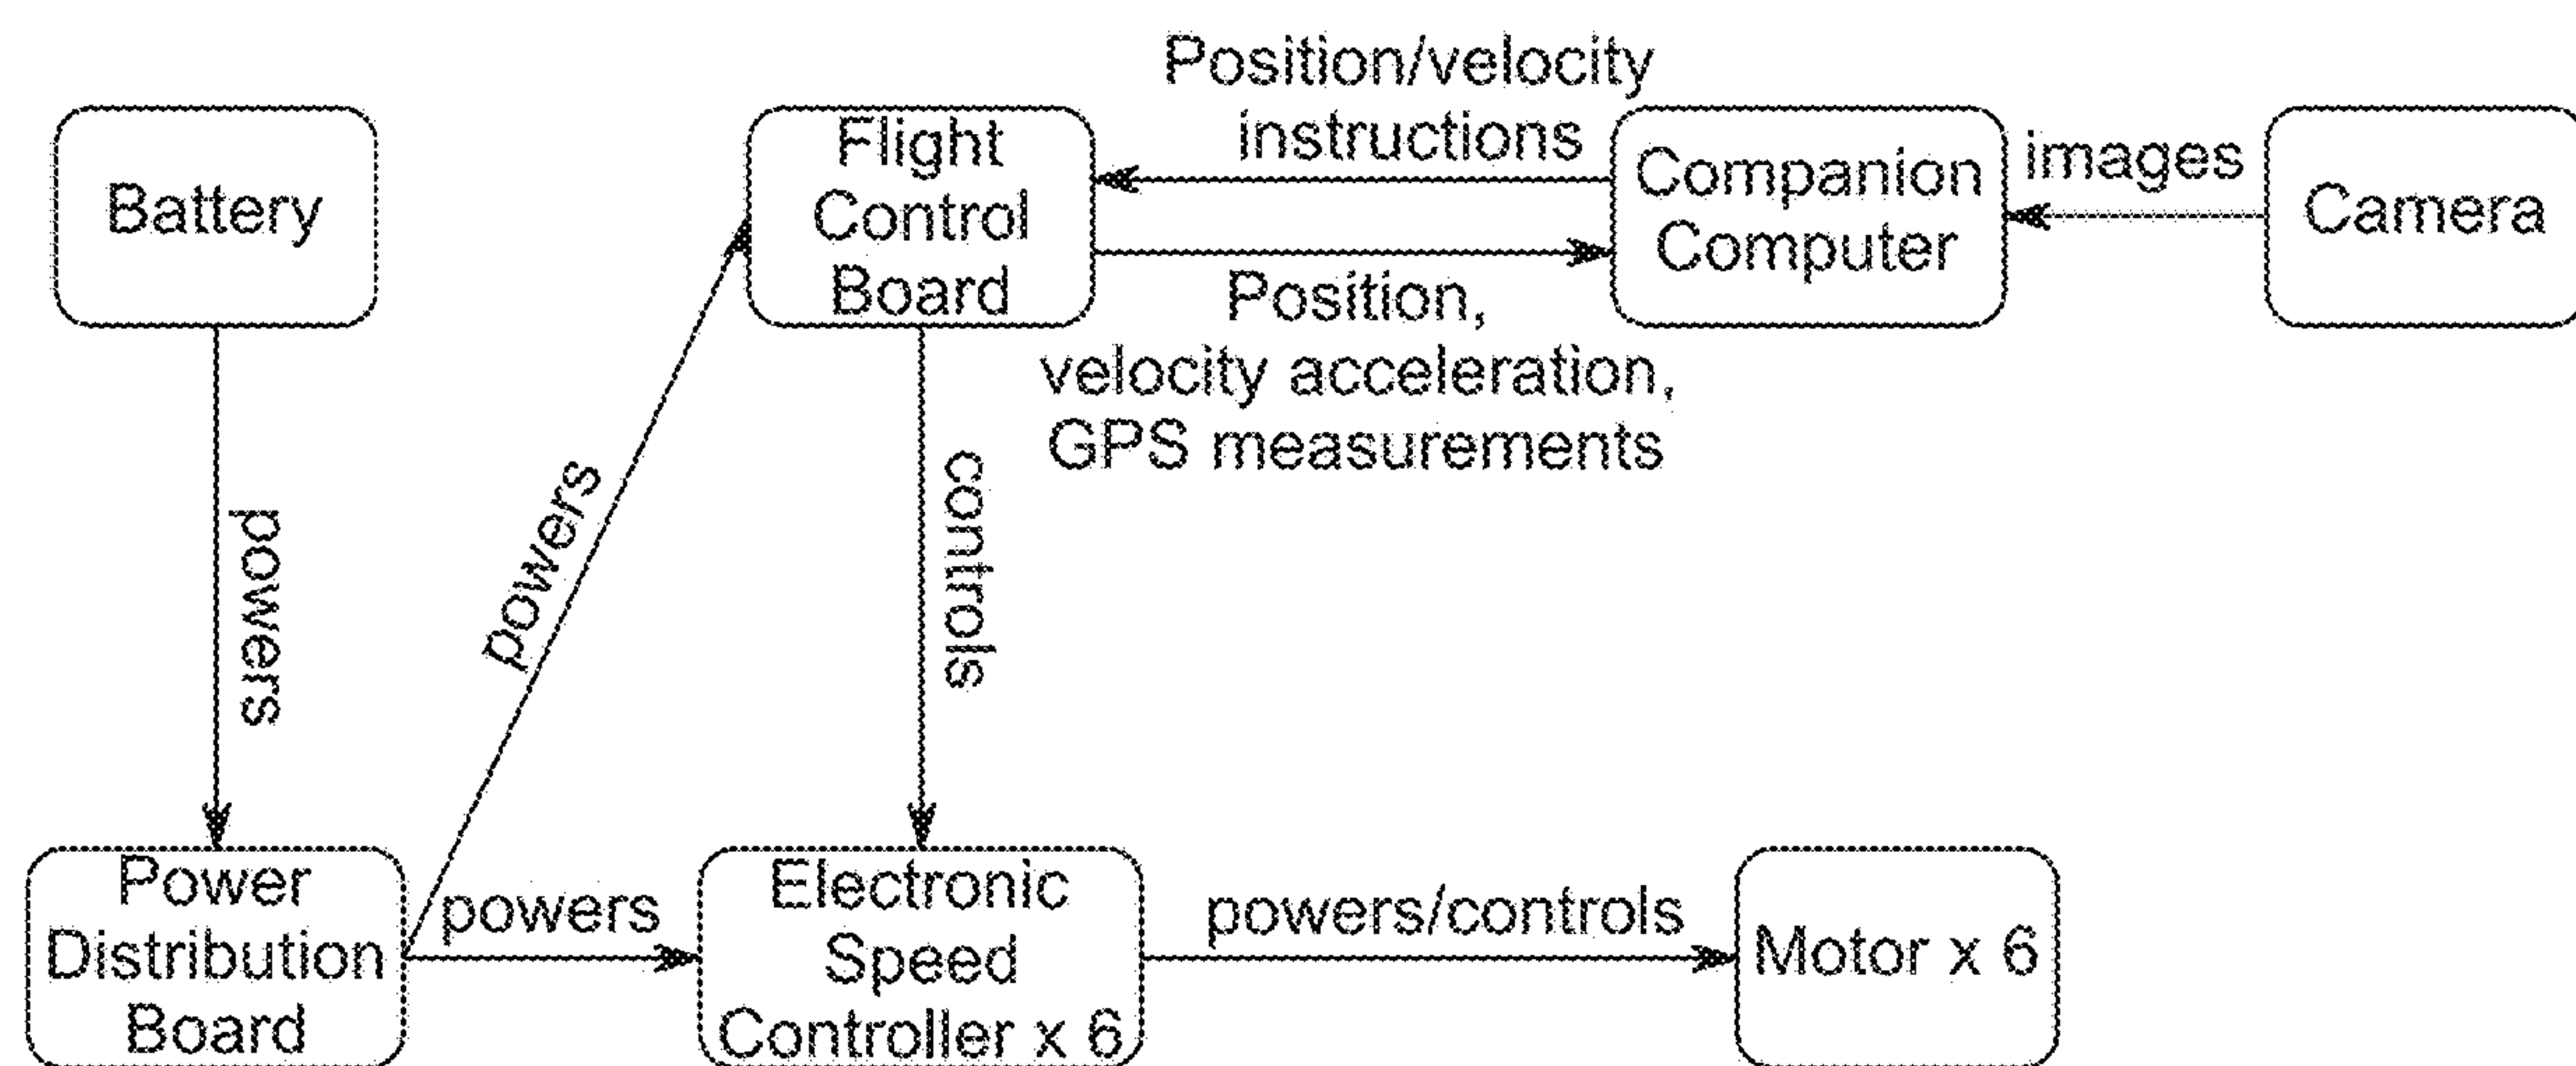 Position/velocity
instructions
Battery
Flight
Control
Board
Companion
Computer
images
Camera
Position,
velocity acceleration,
GPS measurements
powers
powers
controls
Power
Distribution
Board
powers
Electronic
Speed
Controller x 6
powers/controls
Motor x 6